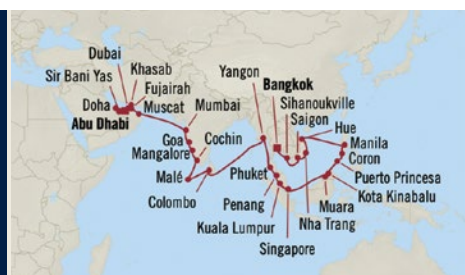 Dubai
Khasab
Sir Bani Yas
Fujairah
Doha
Muscat
Abu Dhabi
Mumbai
Goa
Mangalore
Cochin
Malé
Colombo
Yangon
Bangkok
Sihanoukville
Saigon
Hue
Manila
Coron
Puerto Princesa
Kota Kinabalu
Phuket
Penang
Muara
Kuala Lumpur
Nha Trang
Singapore